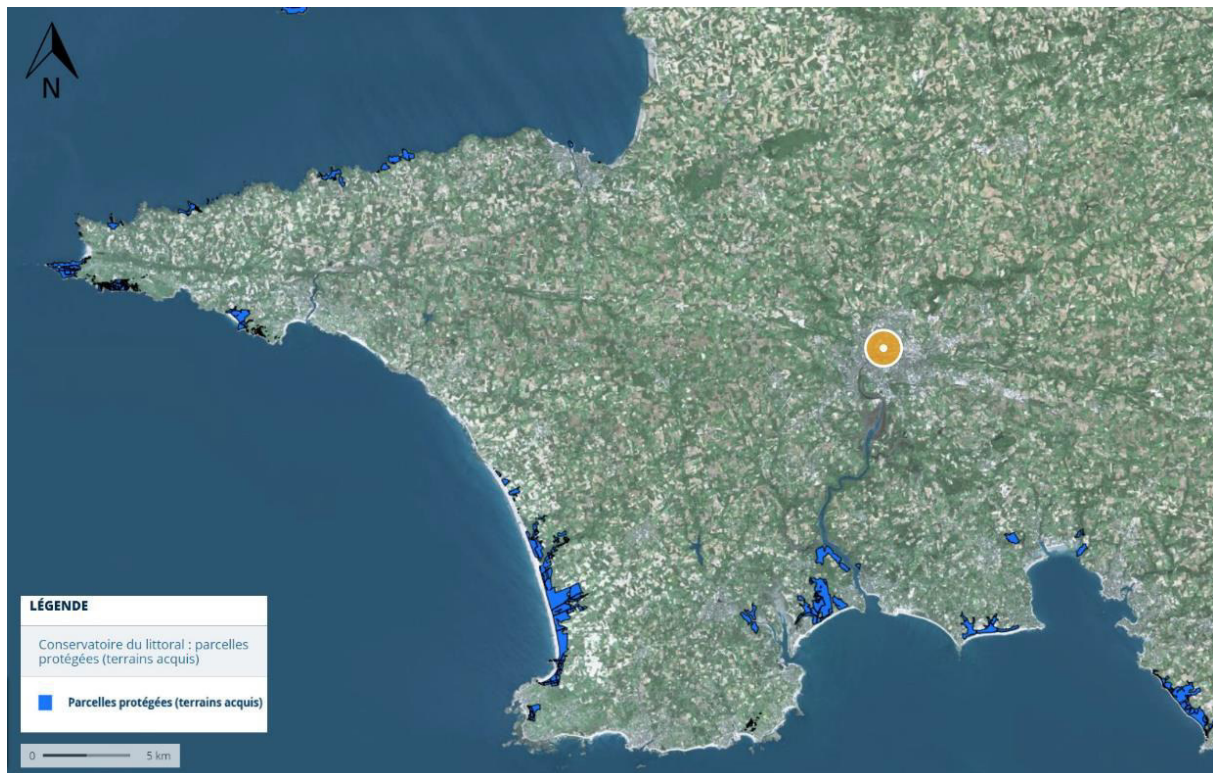 N
LÉGENDE
Conservatoire du littoral : parcelles
protégées (terrains acquis)
Parcelles protégées (terrains acquis)
0 5 km